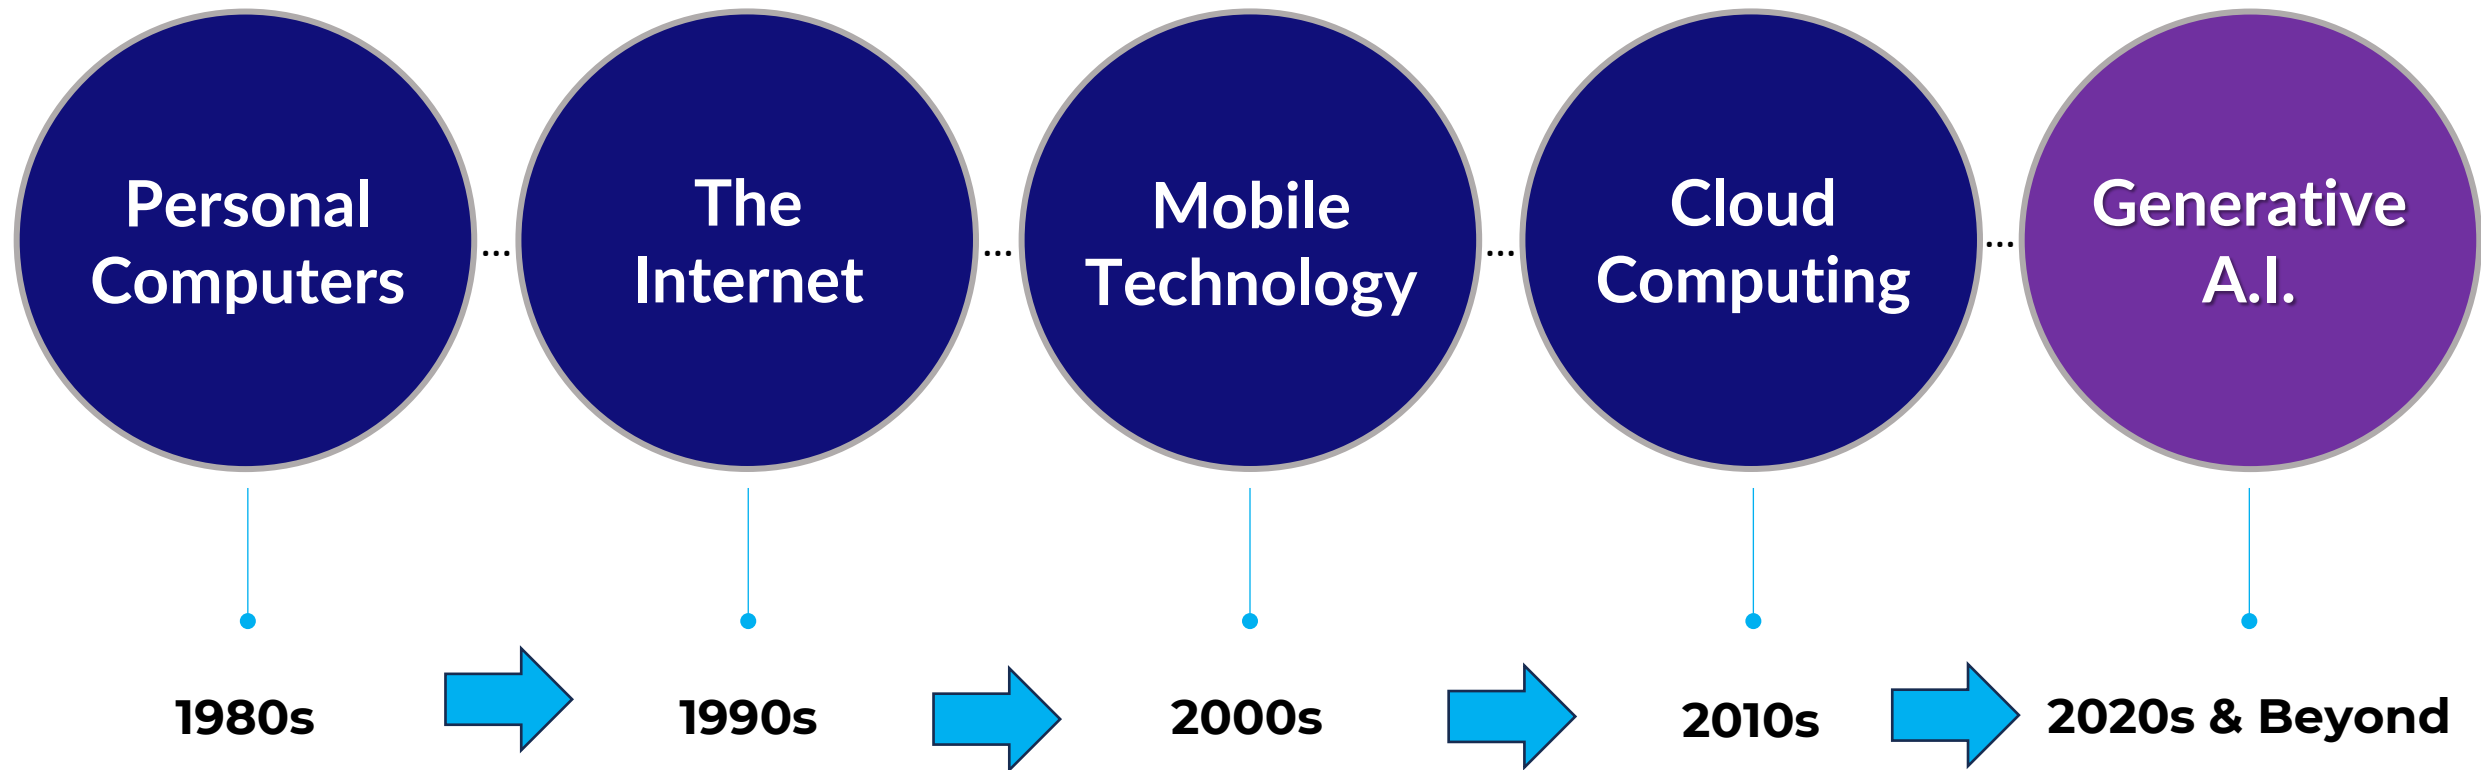 Personal
Computers
...
The
Internet
...
Mobile
Technology
...
Cloud
Computing
...
Generative
A.I.
1980s
1990s
2000s
2010s
2020s & Beyond